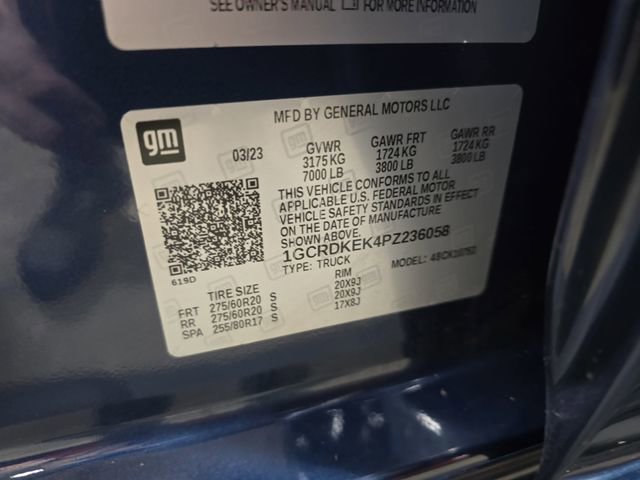 SEE OWNER'S MANUAL FOR MORE INFORMATION
MFD BY GENERAL MOTORS LLC
gm
03/23
GVWR GAWR FRT GAWR RR
3175 KG 1724 KG 1724 KG
7000 LB 3800 LB 3800 LB
THIS VEHICLE CONFORMS TO ALL
APPLICABLE U.S. FEDERAL MOTOR
VEHICLE SAFETY STANDARDS IN EFFECT
ON THE DATE OF MANUFACTURE
SHOWN ABOVE.
1GCRDKEK4PZ236058
619D
TYPE: TRUCK MODEL:
TIRE SIZE RIM
FRT 275/60R20 S 20X9J
RR 275/60R20 S 20X9J
SPA 255/80R17 S 17X8J